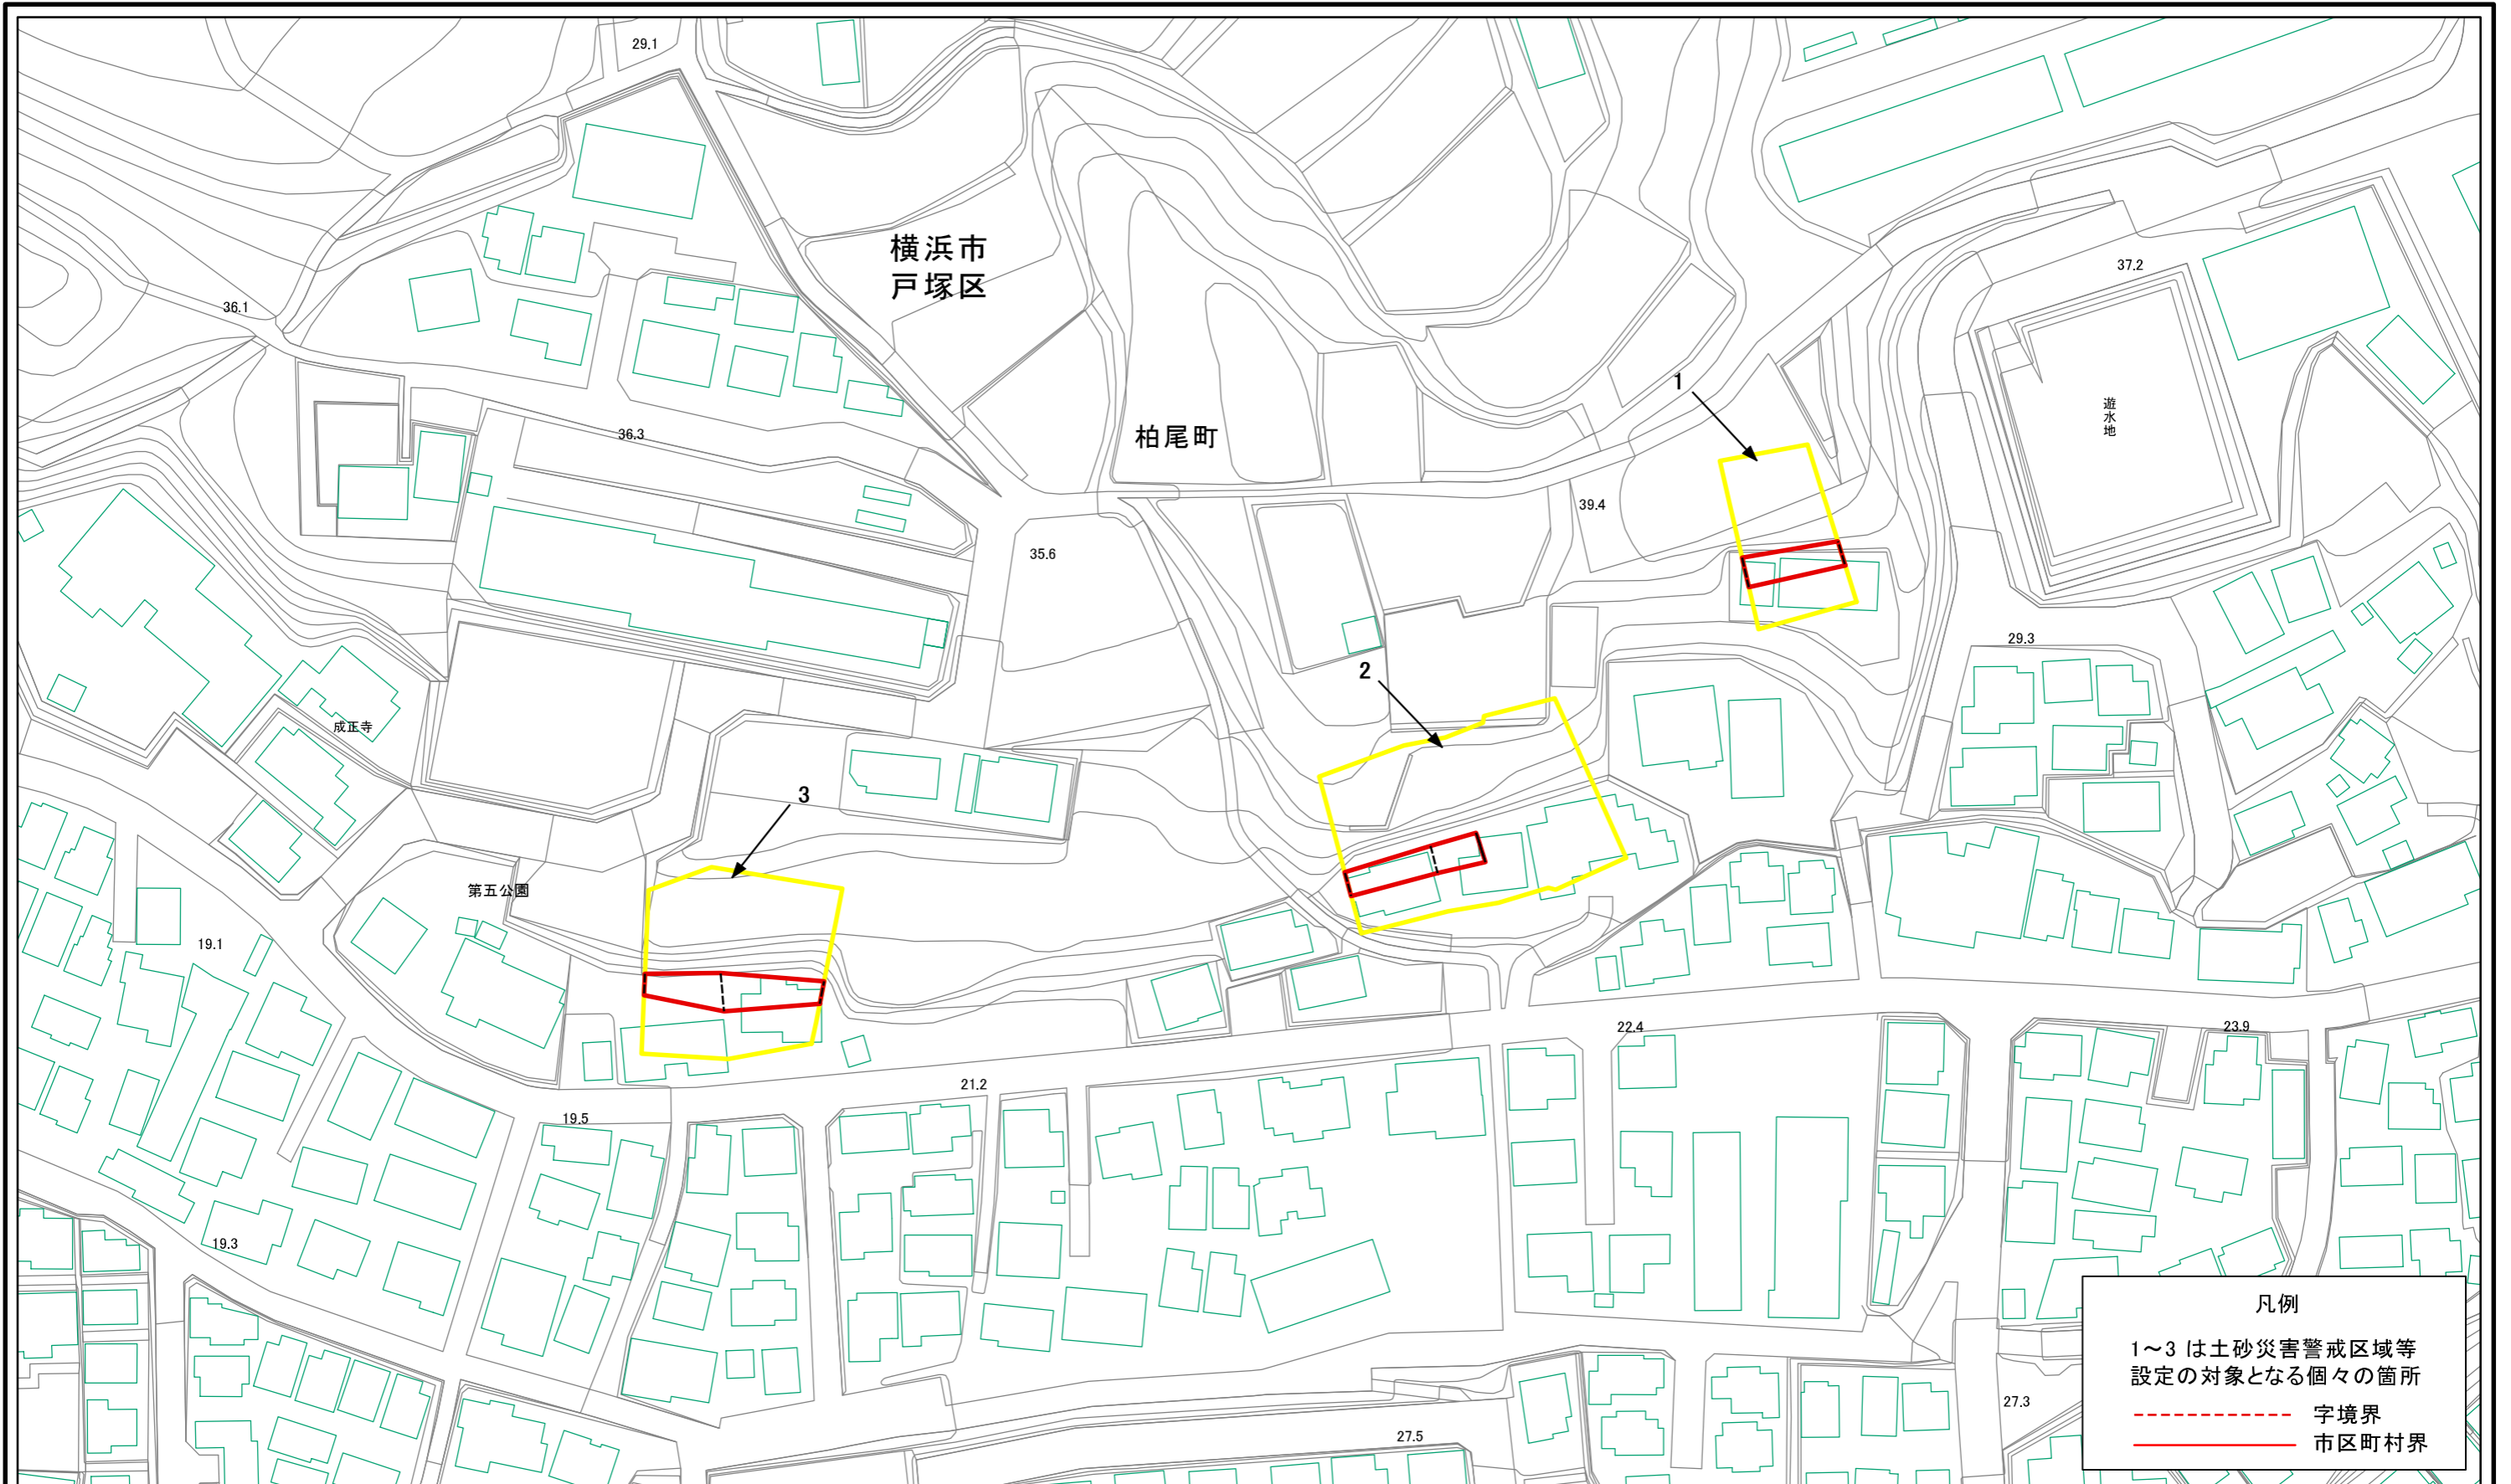 29.1
横浜市
戸塚区
37.2
36.1
1
遊水地
柏尾町
36.3
39.4
35.6
29.3
2
成正寺
3
第五公園
19.1
22.4
23.9
21.2
19.5
19.3
凡例
1～3 は土砂災害警戒区域等
設定の対象となる個々の箇所
字境界
市区町村界
27.3
27.5